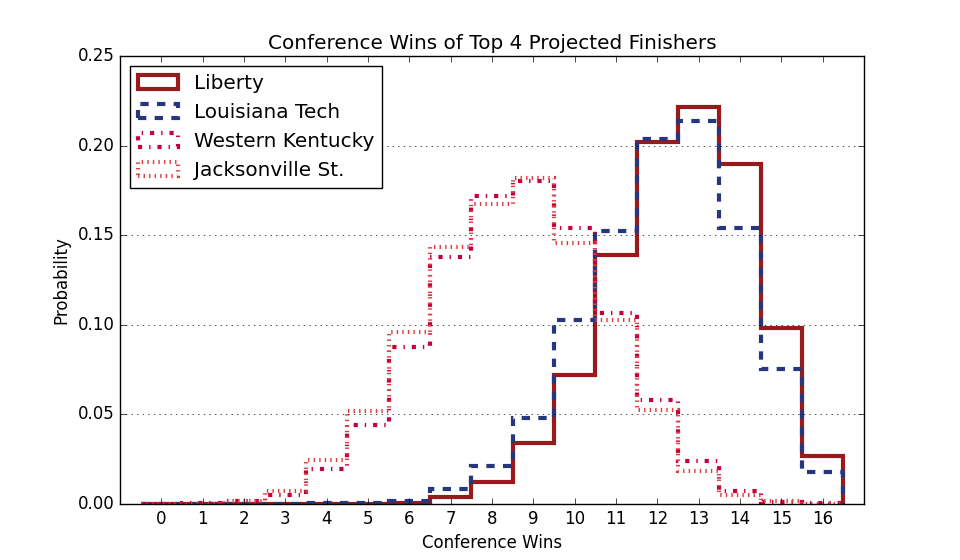 Conference Wins of Top 4 Projected Finishers
0.25
0.20
0.15
0.10
0.05
0.00
Probability
Liberty
Louisiana Tech
Western Kentucky
Jacksonville St.
0 1 2 3 4 5 6 7 8 9 10 11 12 13 14 15 16
Conference Wins